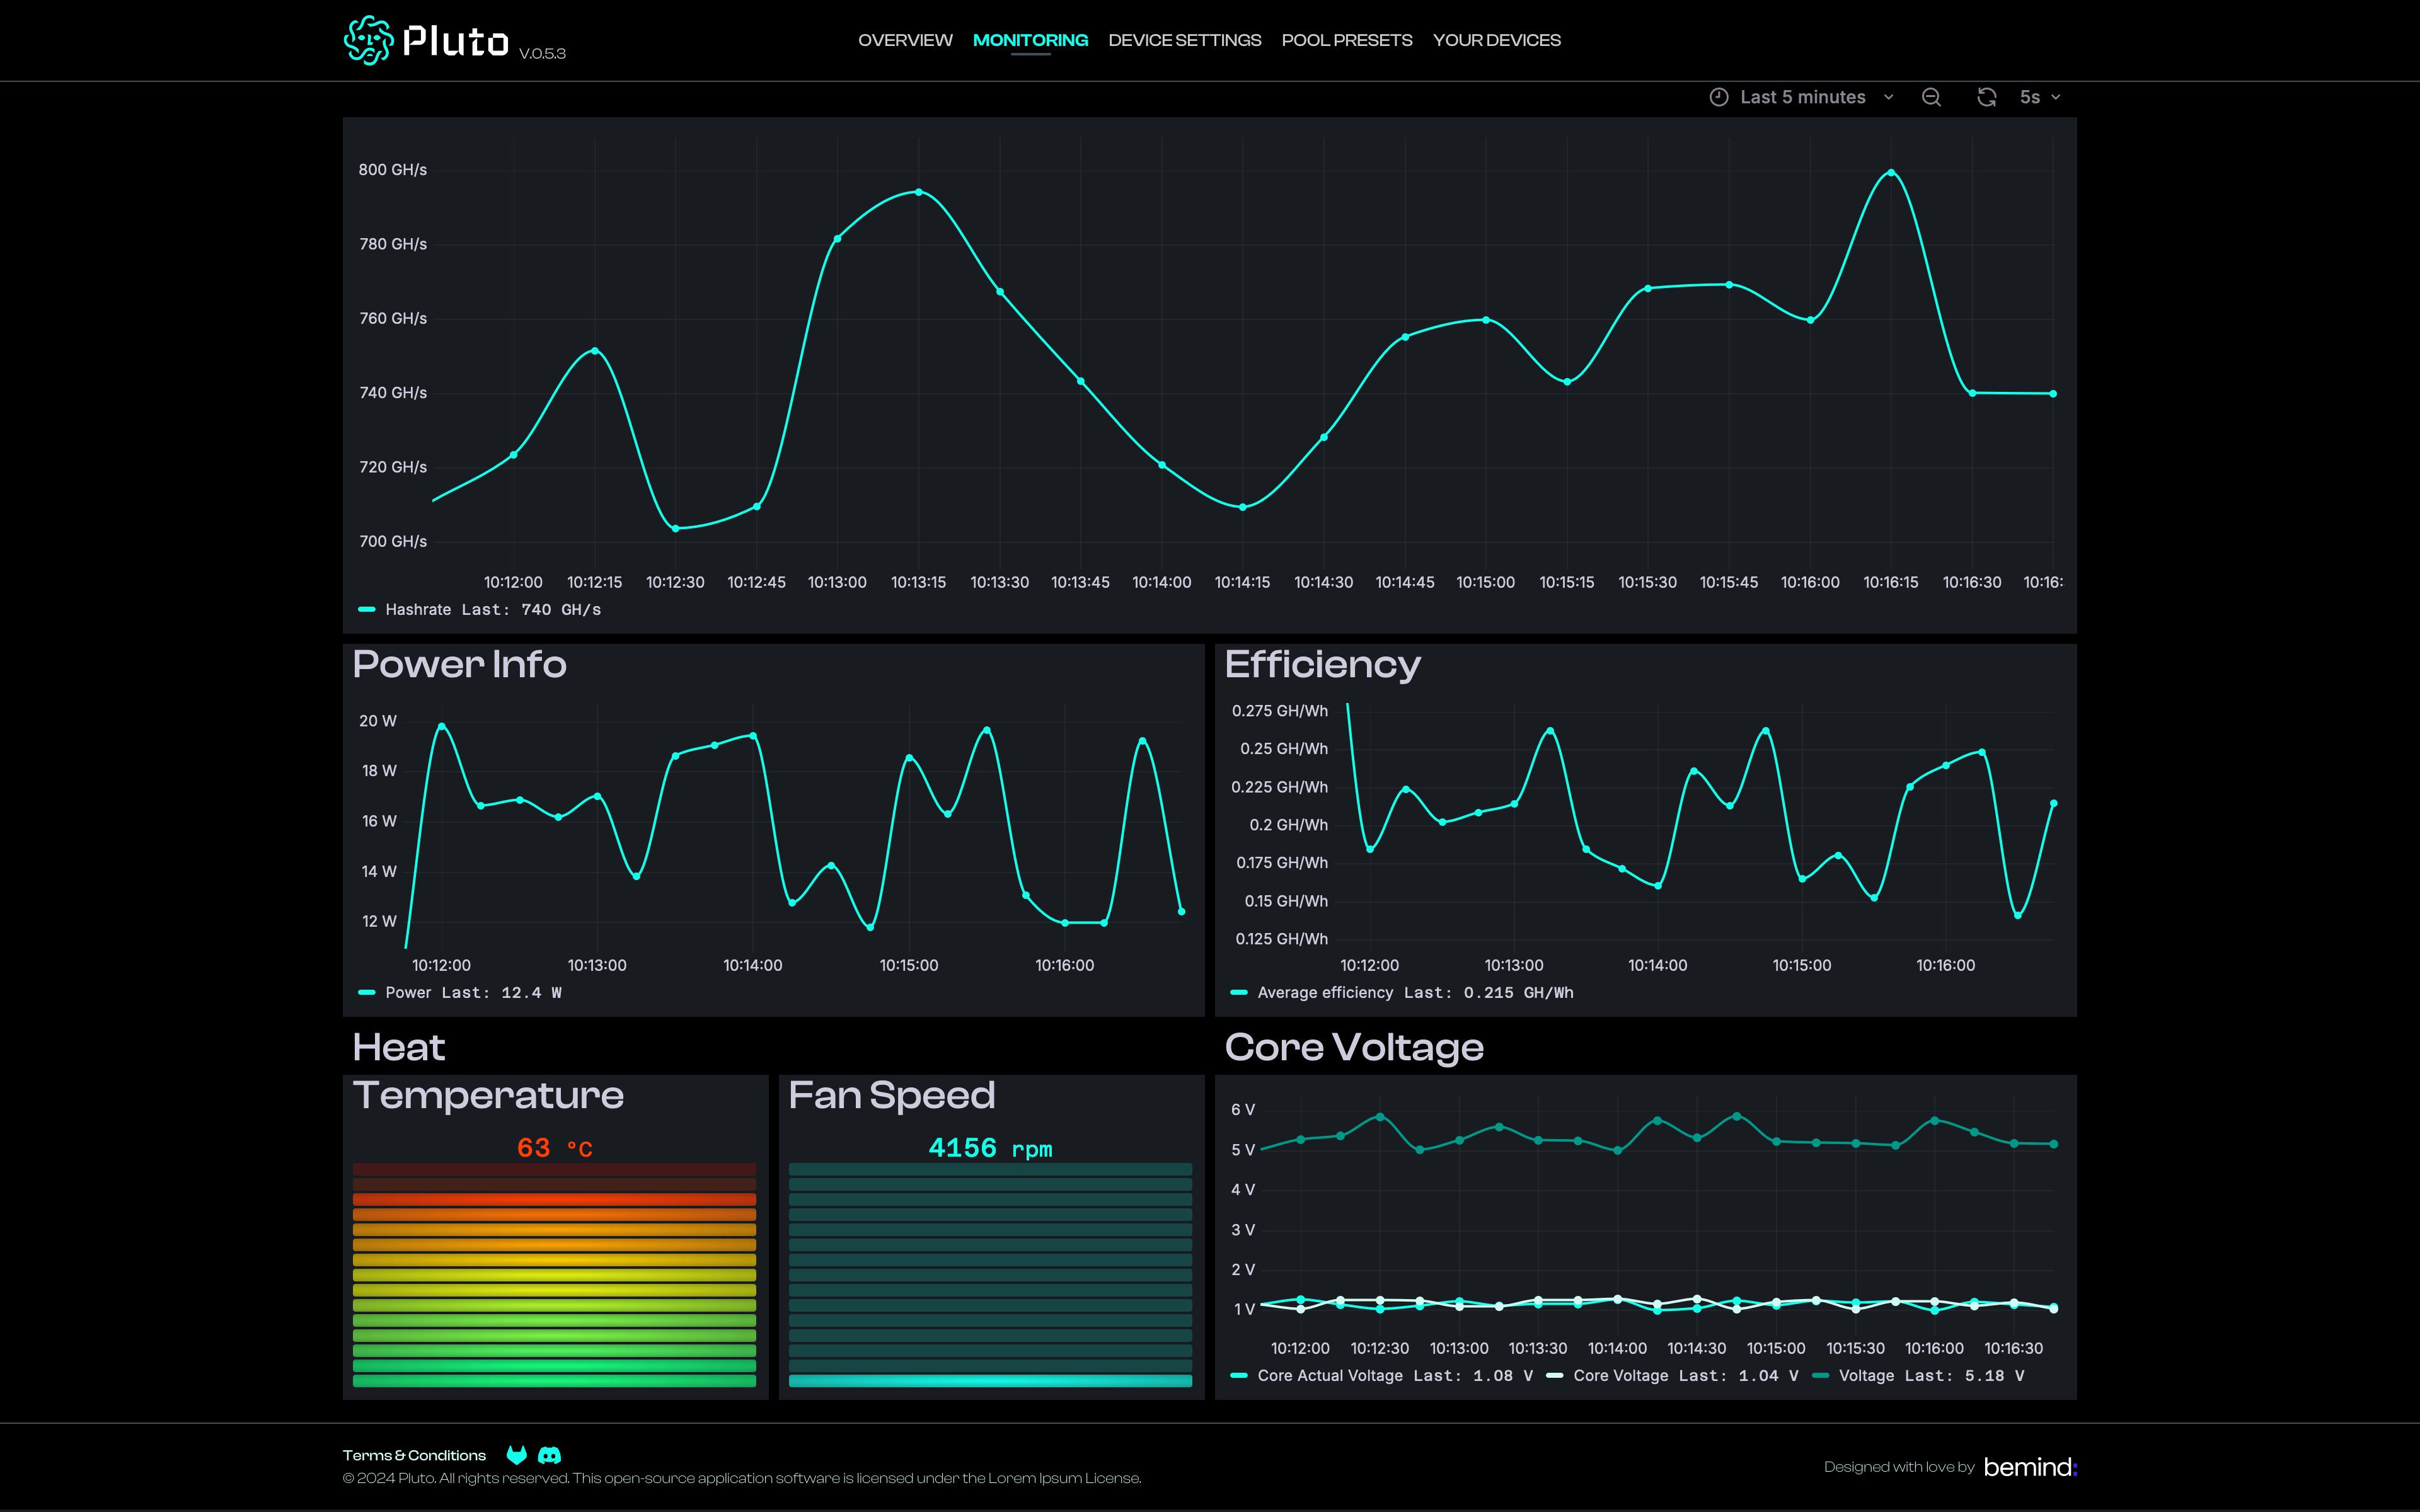 Pluto V.0.5.3
OVERVIEW MONITORING DEVICE SETTINGS POOL PRESETS YOUR DEVICES
Last 5 minutes 5s
800 GH/s
780 GH/s
760 GH/s
740 GH/s
720 GH/s
700 GH/s
10:12:00 10:12:15 10:12:30 10:12:45 10:13:00 10:13:15 10:13:30 10:13:45 10:14:00 10:14:15 10:14:30 10:14:45 10:15:00 10:15:15 10:15:30 10:15:45 10:16:00 10:16:15 10:16:30 10:16:
Hashrate Last: 740 GH/s
Power Info
20 W
18 W
16 W
14 W
12 W
10:12:00 10:13:00 10:14:00 10:15:00 10:16:00
Power Last: 12.4 W
Efficiency
0.275 GH/Wh
0.25 GH/Wh
0.225 GH/Wh
0.2 GH/Wh
0.175 GH/Wh
0.15 GH/Wh
0.125 GH/Wh
10:12:00 10:13:00 10:14:00 10:15:00 10:16:00
Average efficiency Last: 0.215 GH/Wh
Heat
Temperature
63 °C
Fan Speed
4156 rpm
Core Voltage
6 V
5 V
4 V
3 V
2 V
1 V
10:12:00 10:12:30 10:13:00 10:13:30 10:14:00 10:14:30 10:15:00 10:15:30 10:16:00 10:16:30
Core Actual Voltage Last: 1.08 V Core Voltage Last: 1.04 V Voltage Last: 5.18 V
Terms & Conditions
© 2024 Pluto. All rights reserved. This open-source application software is licensed under the Lorem Ipsum License.
Designed with love by bemind: